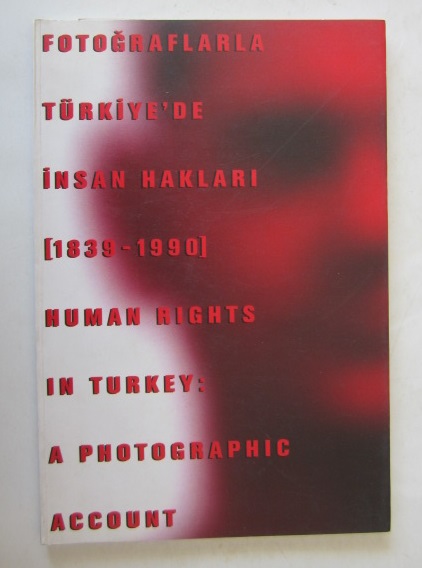 FOTOĞRAFLARLA
TÜRKİYE'DE
İNSAN HAKLARI
[1839-1990]
HUMAN RIGHTS
IN TURKEY:
A PHOTOGRAPHIC
ACCOUNT